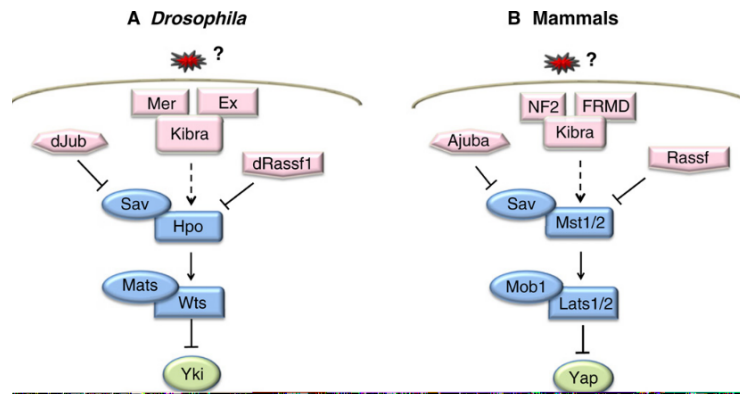 A Drosophila
?
Mer
Ex
Kibra
dJub
dRassf1
Sav
Hpo
Mats
Wts
Yki
B Mammals
?
NF2
FRMD
Kibra
Ajuba
Rassf
Sav
Mst1/2
Mob1
Lats1/2
Yap